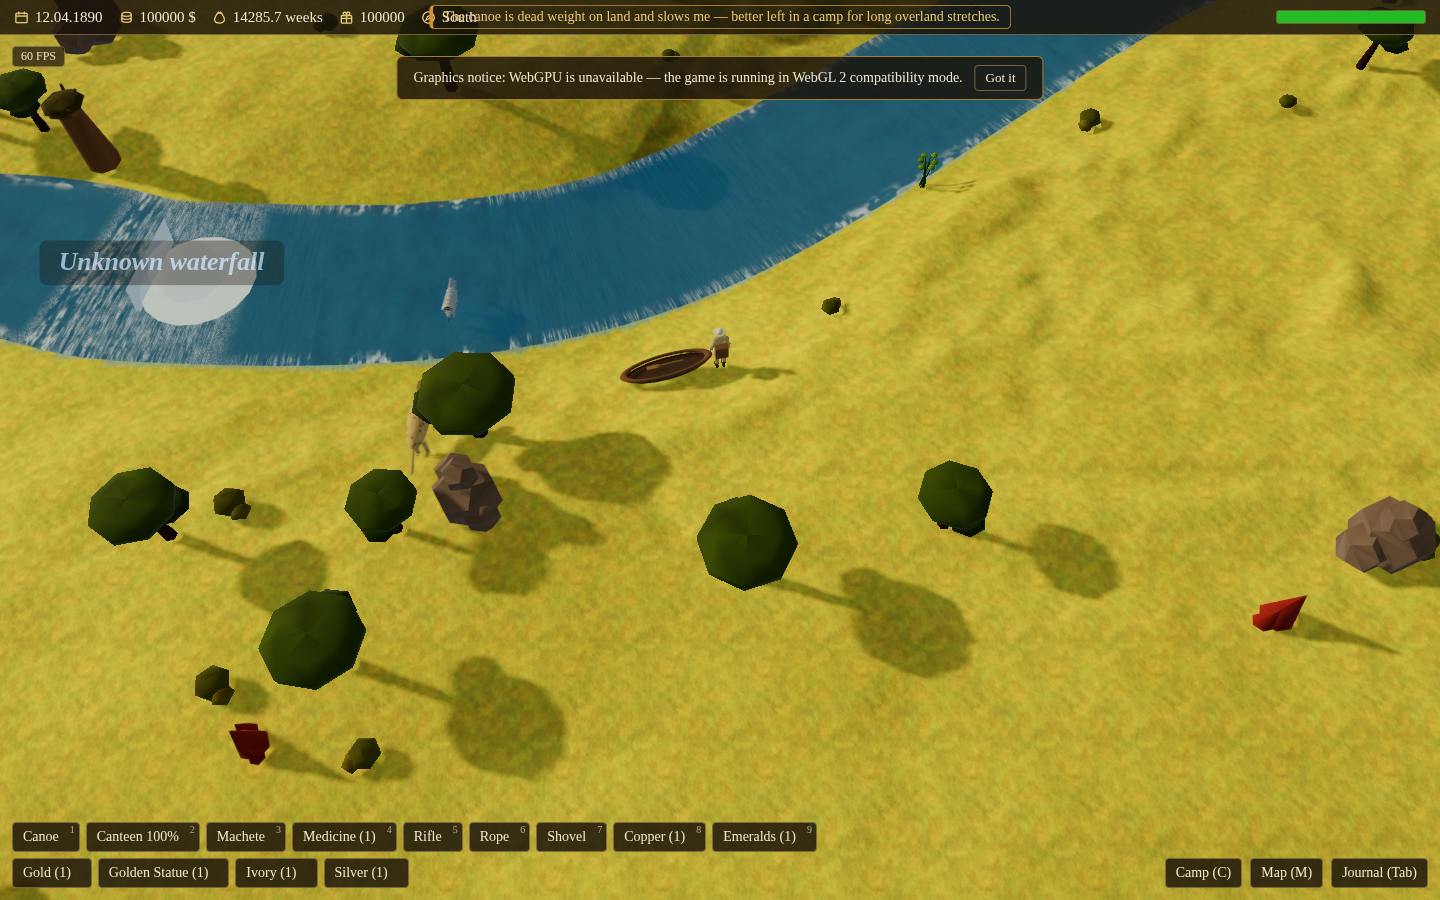 12.04.1890
100000 $
14285.7 weeks
100000
South
The canoe is dead weight on land and slows me — better left in a camp for long overland stretches.
60 FPS
Graphics notice: WebGPU is unavailable — the game is running in WebGL 2 compatibility mode.
Got it
Unknown waterfall
Canoe 1
Canteen 100% 2
Machete 3
Medicine (1) 4
Rifle 5
Rope 6
Shovel 7
Copper (1) 8
Emeralds (1) 9
Gold (1)
Golden Statue (1)
Ivory (1)
Silver (1)
Camp (C)
Map (M)
Journal (Tab)